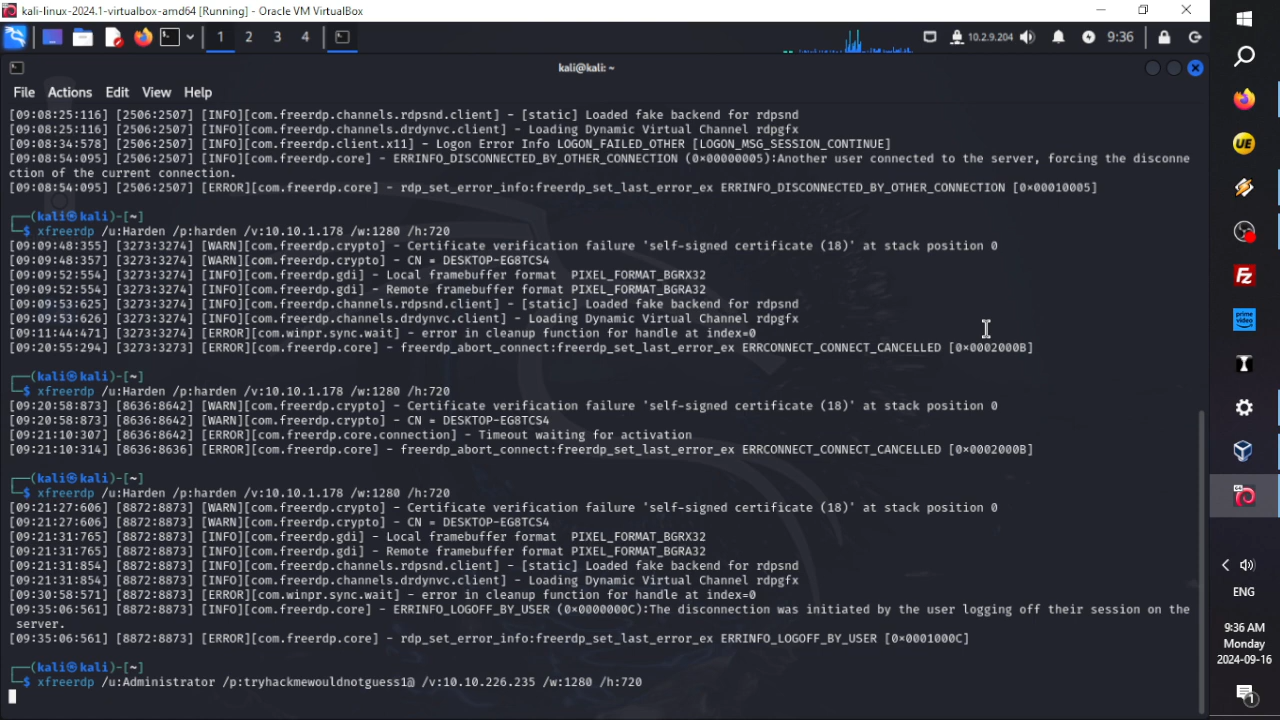 kali-linux-2024.1-virtualbox-amd64 [Running] - Oracle VM VirtualBox
1 2 3 4 10.2.9.204 9:36
kali@kali: ~
File Actions Edit View Help
[09:08:25:116] [2506:2507] [INFO][com.freerdp.channels.rdpsnd.client] - [static] Loaded fake backend for rdpsnd
[09:08:25:116] [2506:2507] [INFO][com.freerdp.channels.drdynvc.client] - Loading Dynamic Virtual Channel rdpgfx
[09:08:34:578] [2506:2507] [INFO][com.freerdp.client.x11] - Logon Error Info LOGON_FAILED_OTHER [LOGON_MSG_SESSION_CONTINUE]
[09:08:54:095] [2506:2507] [INFO][com.freerdp.core] - ERRINFO_DISCONNECTED_BY_OTHER_CONNECTION (0×00000005):Another user connected to the server, forcing the disconne
ction of the current connection.
[09:08:54:095] [2506:2507] [ERROR][com.freerdp.core] - rdp_set_error_info:freerdp_set_last_error_ex ERRINFO_DISCONNECTED_BY_OTHER_CONNECTION [0×00010005]
┌──(kali㉿kali)-[~]
└─$ xfreerdp /u:Harden /p:harden /v:10.10.1.178 /w:1280 /h:720
[09:09:48:355] [3273:3274] [WARN][com.freerdp.crypto] - Certificate verification failure 'self-signed certificate (18)' at stack position 0
[09:09:48:357] [3273:3274] [WARN][com.freerdp.crypto] - CN = DESKTOP-EG8TCS4
[09:09:52:554] [3273:3274] [INFO][com.freerdp.gdi] - Local framebuffer format  PIXEL_FORMAT_BGRX32
[09:09:52:554] [3273:3274] [INFO][com.freerdp.gdi] - Remote framebuffer format PIXEL_FORMAT_BGRA32
[09:09:53:625] [3273:3274] [INFO][com.freerdp.channels.rdpsnd.client] - [static] Loaded fake backend for rdpsnd
[09:09:53:626] [3273:3274] [INFO][com.freerdp.channels.drdynvc.client] - Loading Dynamic Virtual Channel rdpgfx
[09:11:44:471] [3273:3274] [ERROR][com.winpr.sync.wait] - error in cleanup function for handle at index=0
[09:20:55:294] [3273:3273] [ERROR][com.freerdp.core] - freerdp_abort_connect:freerdp_set_last_error_ex ERRCONNECT_CONNECT_CANCELLED [0×0002000B]
┌──(kali㉿kali)-[~]
└─$ xfreerdp /u:Harden /p:harden /v:10.10.1.178 /w:1280 /h:720
[09:20:58:873] [8636:8642] [WARN][com.freerdp.crypto] - Certificate verification failure 'self-signed certificate (18)' at stack position 0
[09:20:58:873] [8636:8642] [WARN][com.freerdp.crypto] - CN = DESKTOP-EG8TCS4
[09:21:10:307] [8636:8642] [ERROR][com.freerdp.core.connection] - Timeout waiting for activation
[09:21:10:314] [8636:8636] [ERROR][com.freerdp.core] - freerdp_abort_connect:freerdp_set_last_error_ex ERRCONNECT_CONNECT_CANCELLED [0×0002000B]
┌──(kali㉿kali)-[~]
└─$ xfreerdp /u:Harden /p:harden /v:10.10.1.178 /w:1280 /h:720
[09:21:27:606] [8872:8873] [WARN][com.freerdp.crypto] - Certificate verification failure 'self-signed certificate (18)' at stack position 0
[09:21:27:606] [8872:8873] [WARN][com.freerdp.crypto] - CN = DESKTOP-EG8TCS4
[09:21:31:765] [8872:8873] [INFO][com.freerdp.gdi] - Local framebuffer format  PIXEL_FORMAT_BGRX32
[09:21:31:765] [8872:8873] [INFO][com.freerdp.gdi] - Remote framebuffer format PIXEL_FORMAT_BGRA32
[09:21:31:854] [8872:8873] [INFO][com.freerdp.channels.rdpsnd.client] - [static] Loaded fake backend for rdpsnd
[09:21:31:854] [8872:8873] [INFO][com.freerdp.channels.drdynvc.client] - Loading Dynamic Virtual Channel rdpgfx
[09:30:58:571] [8872:8873] [ERROR][com.winpr.sync.wait] - error in cleanup function for handle at index=0
[09:35:06:561] [8872:8873] [INFO][com.freerdp.core] - ERRINFO_LOGOFF_BY_USER (0×0000000C):The disconnection was initiated by the user logging off their session on the
server.
[09:35:06:561] [8872:8873] [ERROR][com.freerdp.core] - rdp_set_error_info:freerdp_set_last_error_ex ERRINFO_LOGOFF_BY_USER [0×0001000C]
┌──(kali㉿kali)-[~]
└─$ xfreerdp /u:Administrator /p:tryhackmewouldnotguess1@ /v:10.10.226.235 /w:1280 /h:720
UE
Fz
prime video
64
ENG
9:36 AM
Monday
2024-09-16
1